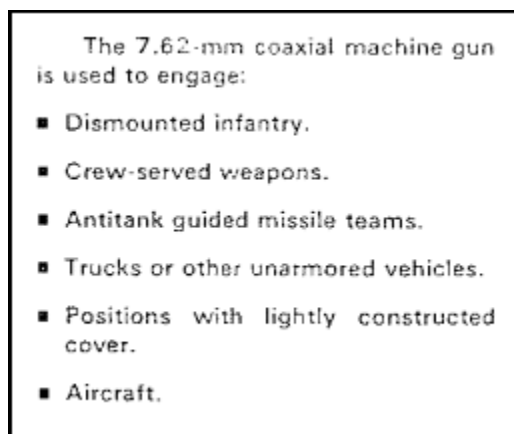 The 7.62-mm coaxial machine gun
is used to engage:
▪ Dismounted infantry.
▪ Crew-served weapons.
▪ Antitank guided missile teams.
▪ Trucks or other unarmored vehicles.
▪ Positions with lightly constructed
cover.
▪ Aircraft.